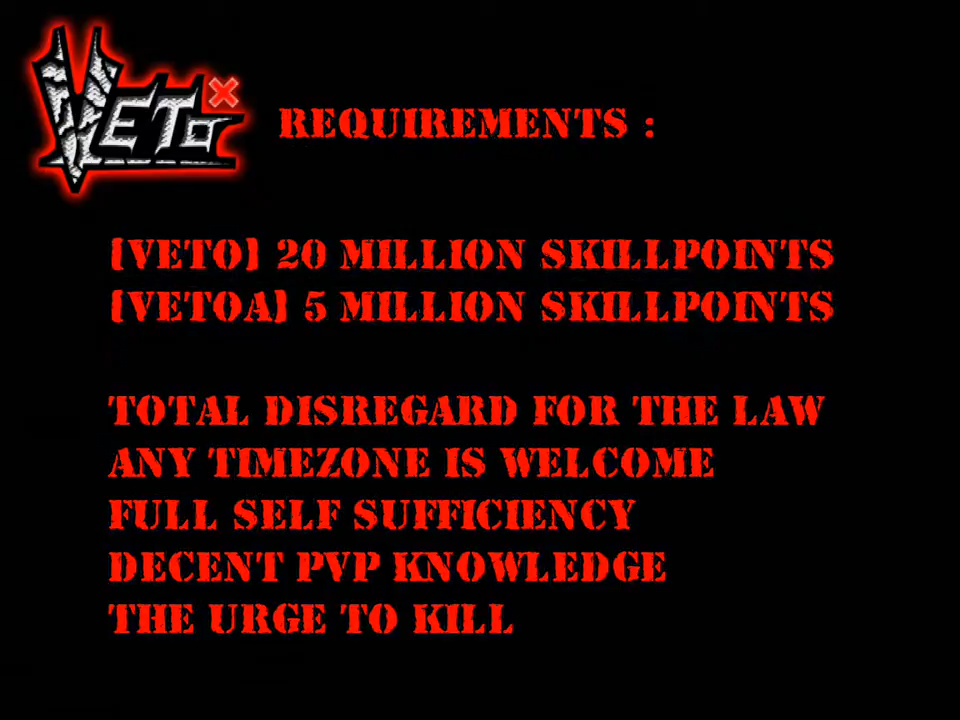 VETO
REQUIREMENTS :
[VETO] 20 MILLION SKILLPOINTS
[VETOA] 5 MILLION SKILLPOINTS
TOTAL DISREGARD FOR THE LAW
ANY TIMEZONE IS WELCOME
FULL SELF SUFFICIENCY
DECENT PVP KNOWLEDGE
THE URGE TO KILL